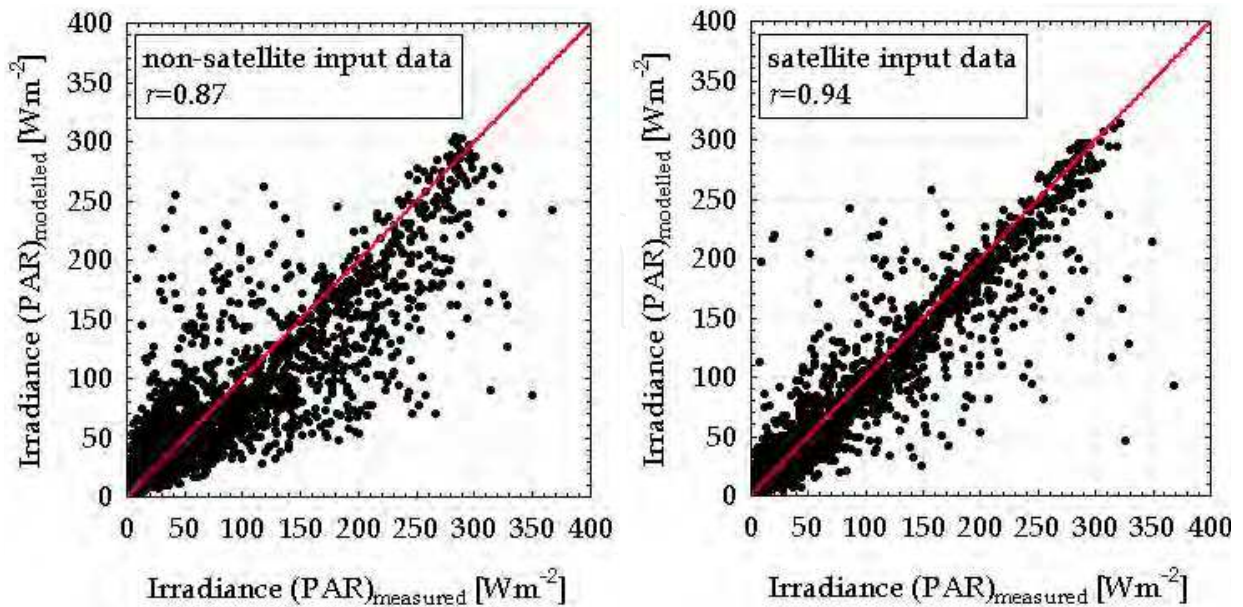 non-satellite input data
r=0.87
Irradiance (PAR)modelled [Wm-2]
400
350
300
250
200
150
100
50
0
0 50 100 150 200 250 300 350 400
Irradiance (PAR)measured [Wm-2]
satellite input data
r=0.94
Irradiance (PAR)modelled [Wm-2]
400
350
300
250
200
150
100
50
0
0 50 100 150 200 250 300 350 400
Irradiance (PAR)measured [Wm-2]